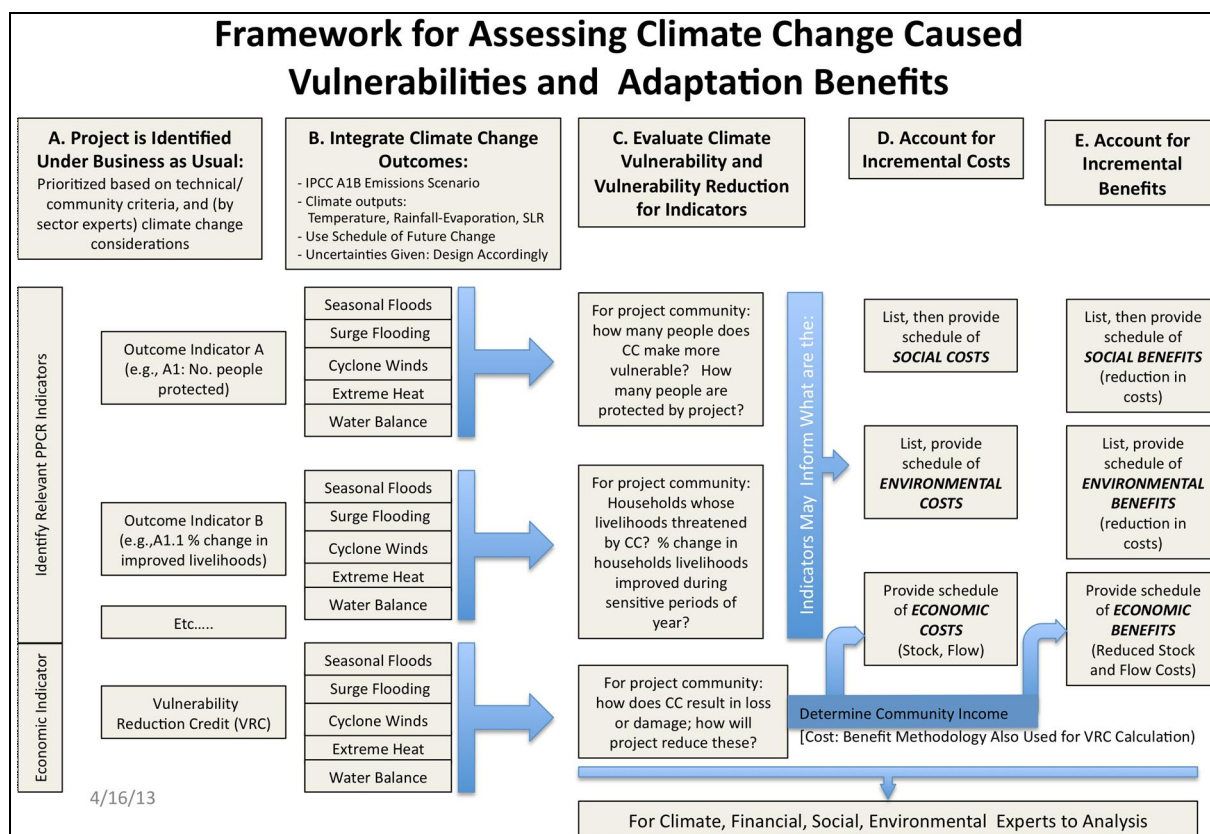 Framework for Assessing Climate Change Caused
Vulnerabilities and Adaptation Benefits
A. Project is Identified
Under Business as Usual:
Prioritized based on technical/
community criteria, and (by
sector experts) climate change
considerations
B. Integrate Climate Change
Outcomes:
- IPCC A1B Emissions Scenario
- Climate outputs:
Temperature, Rainfall-Evaporation, SLR
- Use Schedule of Future Change
- Uncertainties Given: Design Accordingly
C. Evaluate Climate
Vulnerability and
Vulnerability Reduction
for Indicators
D. Account for
Incremental Costs
E. Account for
Incremental
Benefits
Identify Relevant PPCR Indicators
Outcome Indicator A
(e.g., A1: No. people
protected)
Seasonal Floods
Surge Flooding
Cyclone Winds
Extreme Heat
Water Balance
For project community:
how many people does
CC make more
vulnerable? How
many people are
protected by project?
Indicators May Inform What are the:
List, then provide
schedule of
SOCIAL COSTS
List, then provide
schedule of
SOCIAL BENEFITS
(reduction in
costs)
Outcome Indicator B
(e.g.,A1.1 % change in
improved livelihoods)
Seasonal Floods
Surge Flooding
Cyclone Winds
Extreme Heat
Water Balance
For project community:
Households whose
livelihoods threatened
by CC? % change in
households livelihoods
improved during
sensitive periods of
year?
List, provide
schedule of
ENVIRONMENTAL
COSTS
List, provide
schedule of
ENVIRONMENTAL
BENEFITS
(reduction in
costs)
Etc.....
Provide schedule
of ECONOMIC
COSTS
(Stock, Flow)
Provide schedule
of ECONOMIC
BENEFITS
(Reduced Stock
and Flow Costs)
Economic Indicator
Vulnerability
Reduction Credit (VRC)
Seasonal Floods
Surge Flooding
Cyclone Winds
Extreme Heat
Water Balance
For project community:
how does CC result in loss
or damage; how will
project reduce these?
Determine Community Income
[Cost: Benefit Methodology Also Used for VRC Calculation)
4/16/13
For Climate, Financial, Social, Environmental Experts to Analysis